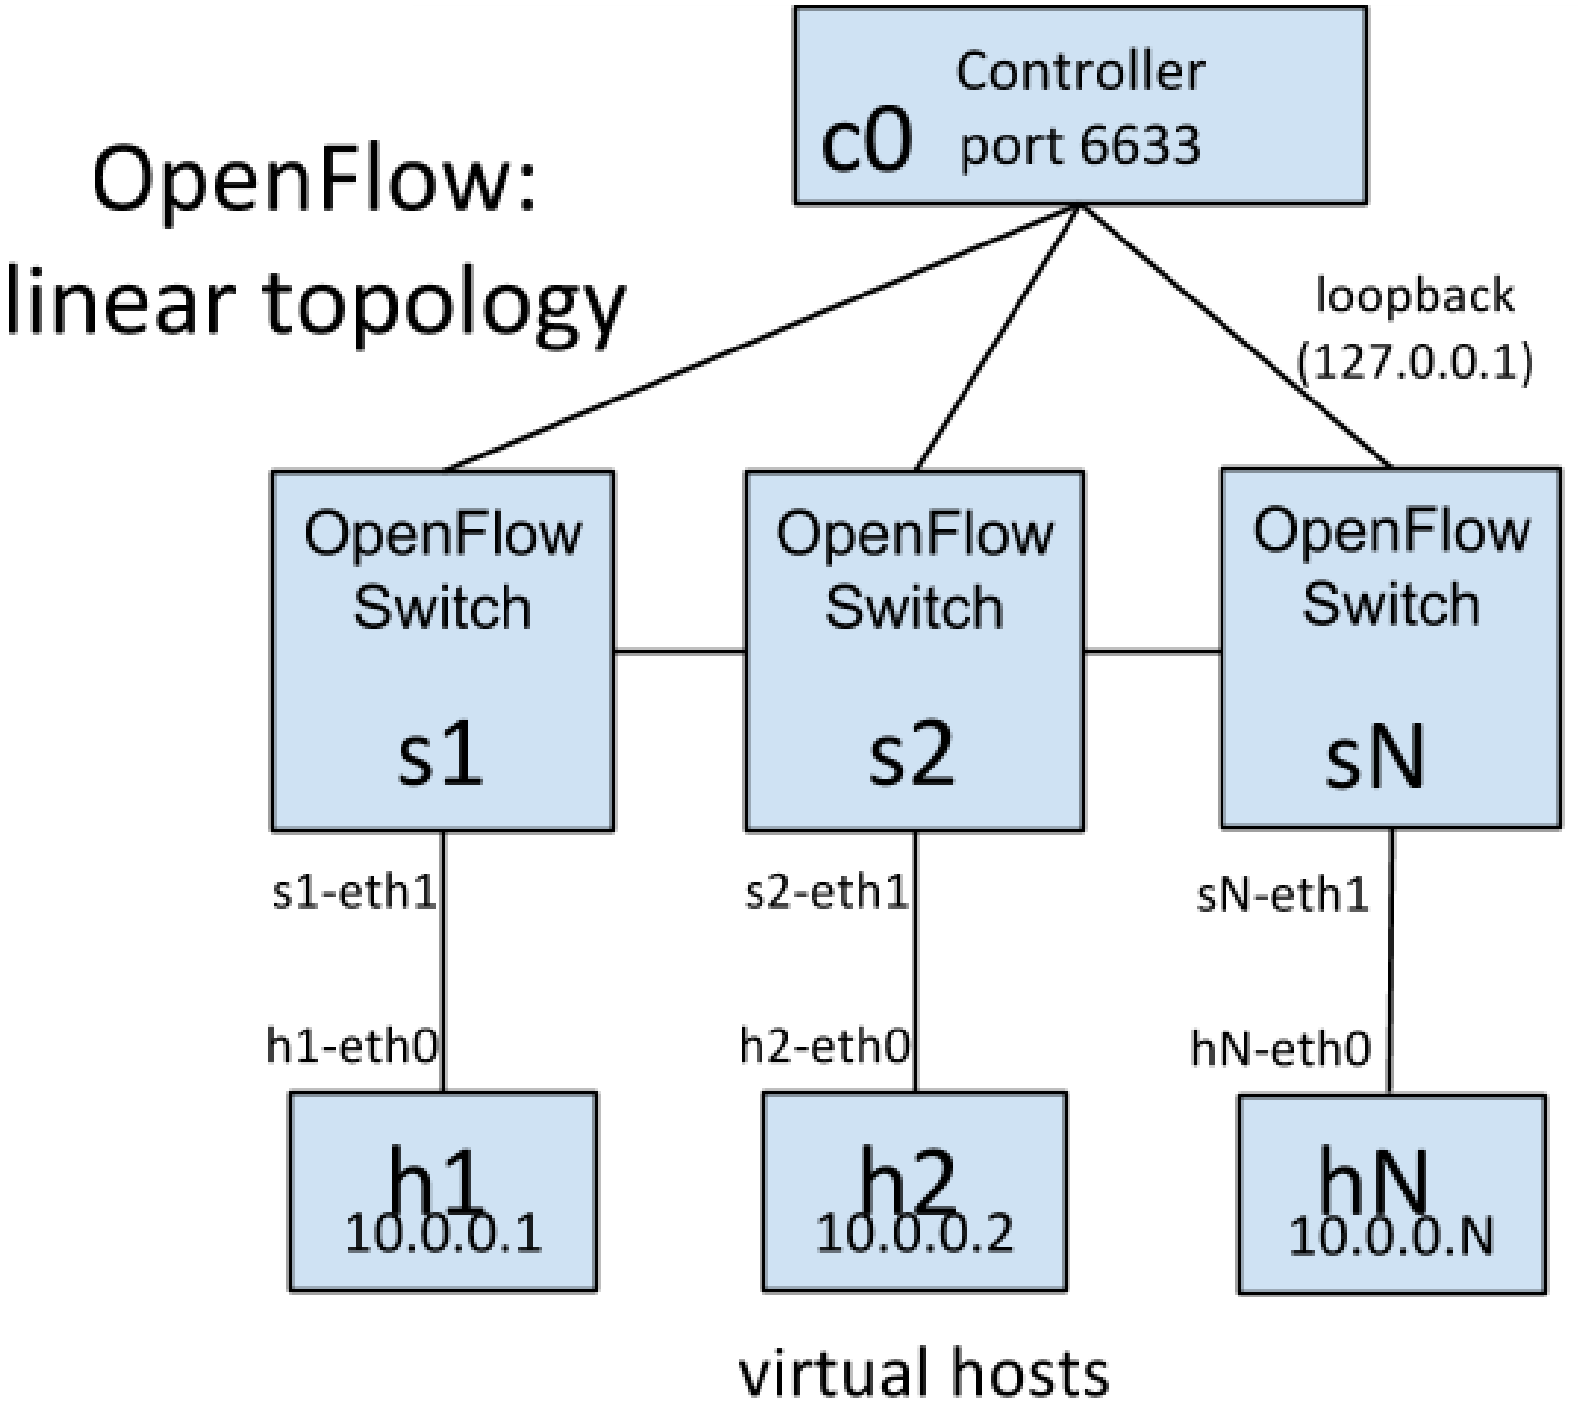 Controller
c0 port 6633
OpenFlow:
linear topology
loopback
(127.0.0.1)
OpenFlow
Switch
s1
OpenFlow
Switch
s2
OpenFlow
Switch
sN
s1-eth1
s2-eth1
sN-eth1
h1-eth0
h2-eth0
hN-eth0
h1
10.0.0.1
h2
10.0.0.2
hN
10.0.0.N
virtual hosts